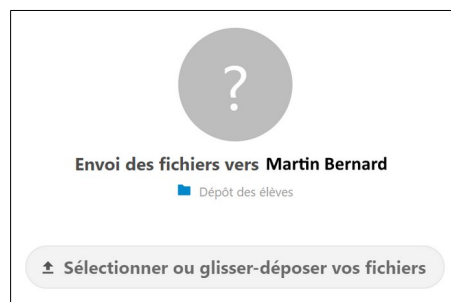 ?
Envoi des fichiers vers Martin Bernard
Dépôt des élèves
Sélectionner ou glisser-déposer vos fichiers